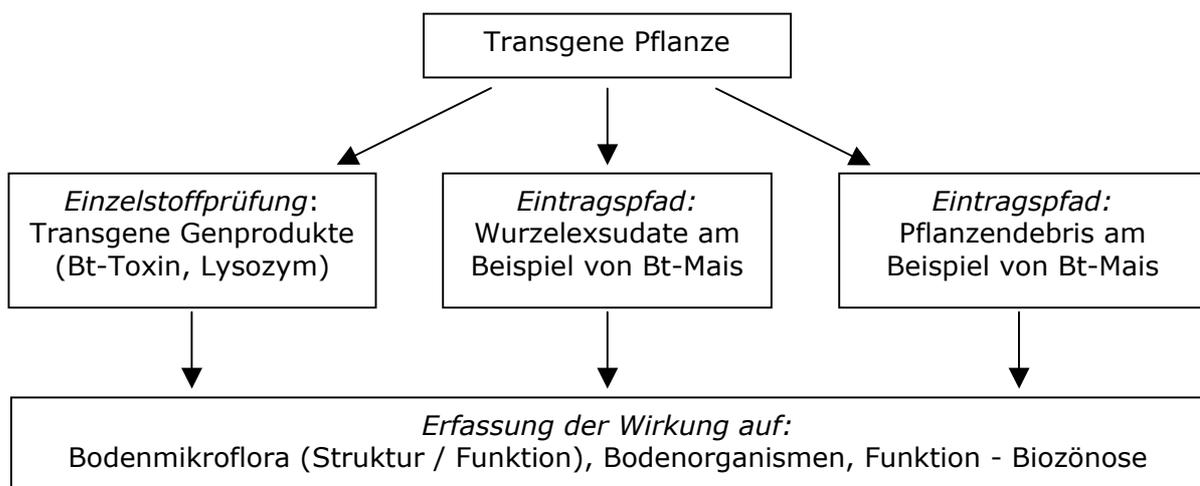 Transgene Pflanze
Einzelstoffprüfung:
Transgene Genprodukte
(Bt-Toxin, Lysozym)
Eintragspfad:
Wurzelexsudate am
Beispiel von Bt-Mais
Eintragspfad:
Pflanzendebris am
Beispiel von Bt-Mais
Erfassung der Wirkung auf:
Bodenmikroflora (Struktur / Funktion), Bodenorganismen, Funktion - Biozönose